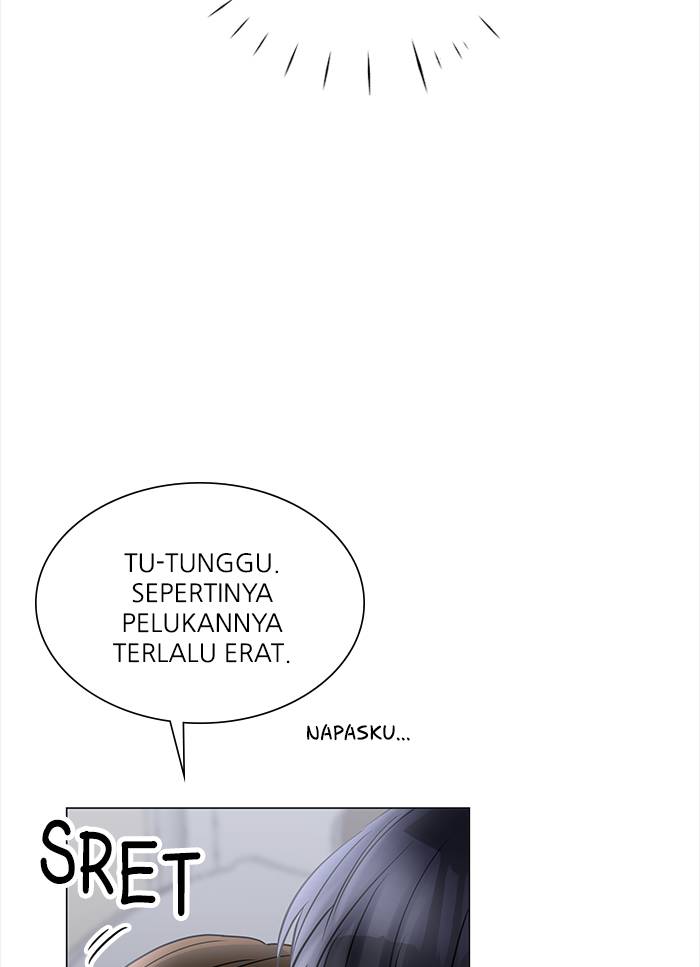 TU-TUNGGU.
SEPERTINYA
PELUKANNYA
TERLALU ERAT.
NAPASKU...
SRET